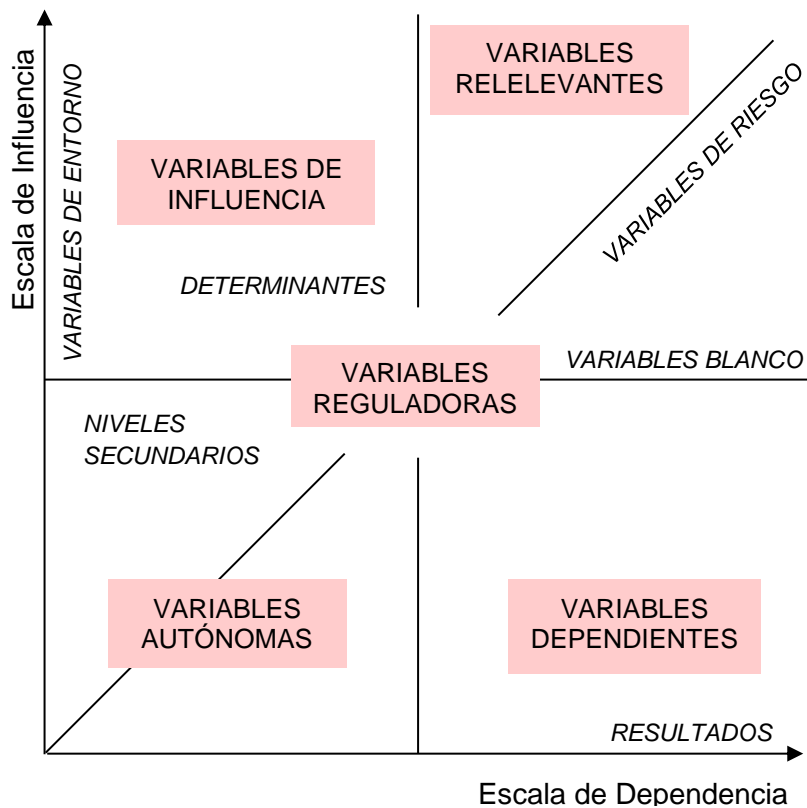 Escala de Influencia
VARIABLES DE ENTORNO
VARIABLES
RELELEVANTES
VARIABLES DE RIESGO
VARIABLES DE
INFLUENCIA
DETERMINANTES
VARIABLES
REGULADORAS
VARIABLES BLANCO
NIVELES
SECUNDARIOS
VARIABLES
AUTÓNOMAS
VARIABLES
DEPENDIENTES
RESULTADOS
Escala de Dependencia